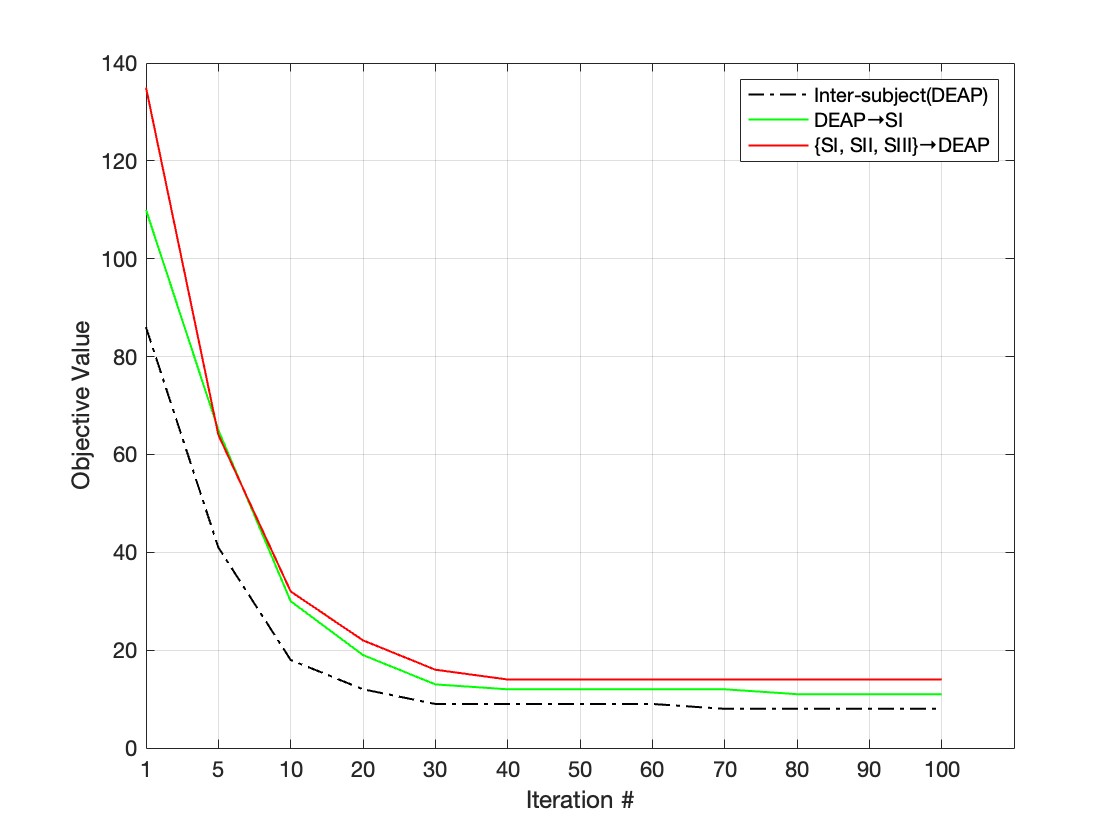 140
120
100
80
60
40
20
0
Objective Value
Inter-subject(DEAP)
DEAP→SI
{SI, SII, SIII}→DEAP
1 5 10 20 30 40 50 60 70 80 90 100
Iteration #